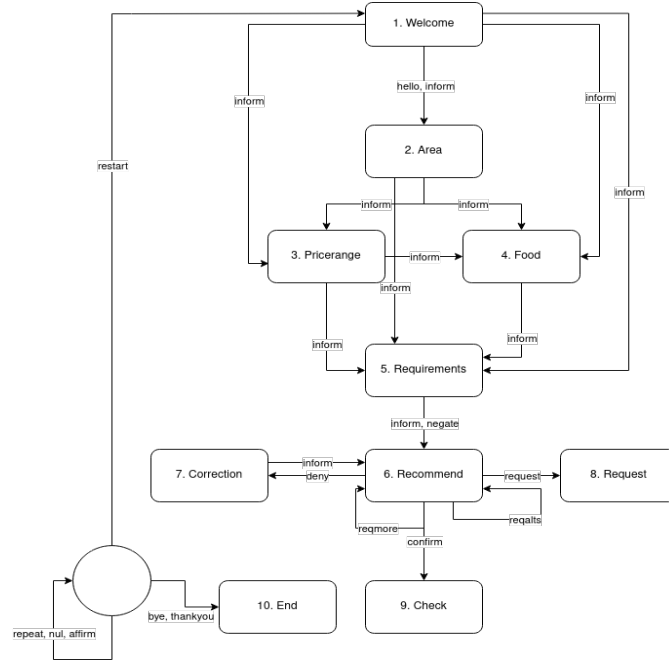 1. Welcome
hello, inform
inform
inform
restart
2. Area
inform
inform
inform
3. Pricerange
inform
4. Food
inform
inform
inform
5. Requirements
inform, negate
7. Correction
inform
deny
6. Recommend
request
8. Request
reqmore
reqalts
confirm
10. End
9. Check
bye, thankyou
repeat, nul, affirm